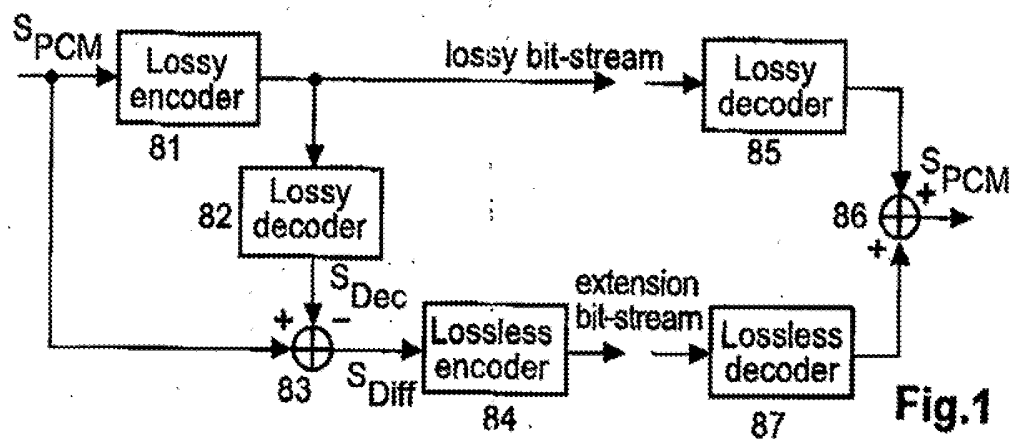 S_PCM
Lossy
encoder
81
lossy bit-stream
Lossy
decoder
85
Lossy
decoder
82
S_Dec
+
−
83
S_Diff
Lossless
encoder
84
extension
bit-stream
Lossless
decoder
87
86
+
+
S_PCM
Fig.1